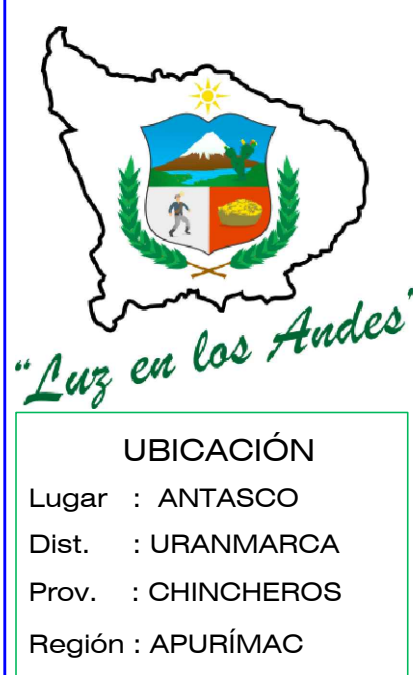 "Luz en los Andes"
UBICACIÓN
Lugar : ANTASCO
Dist. : URANMARCA
Prov. : CHINCHEROS
Región : APURÍMAC